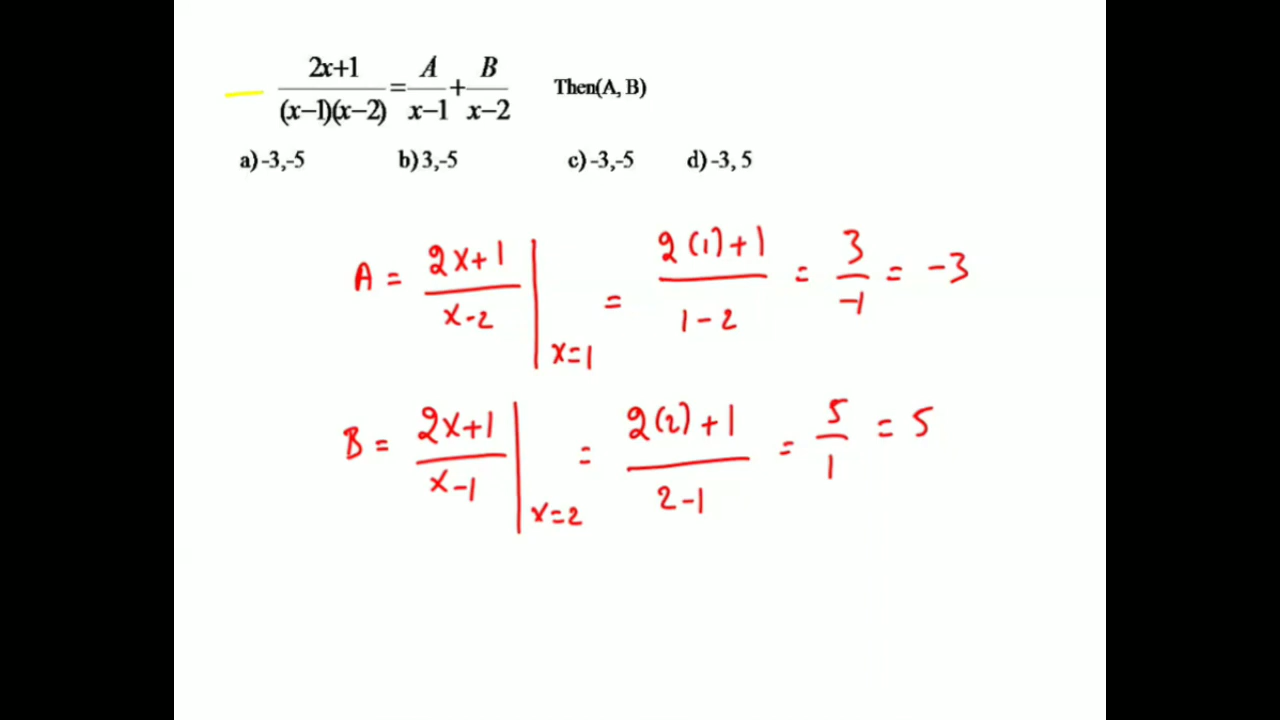 2x+1/(x-1)(x-2) = A/x-1 + B/x-2 Then(A, B)
a) -3,-5 b) 3,-5 c) -3,-5 d) -3, 5
A = 2x+1/x-2 | x=1 = 2(1)+1/1-2 = 3/-1 = -3
B = 2x+1/x-1 | x=2 = 2(2)+1/2-1 = 5/1 = 5